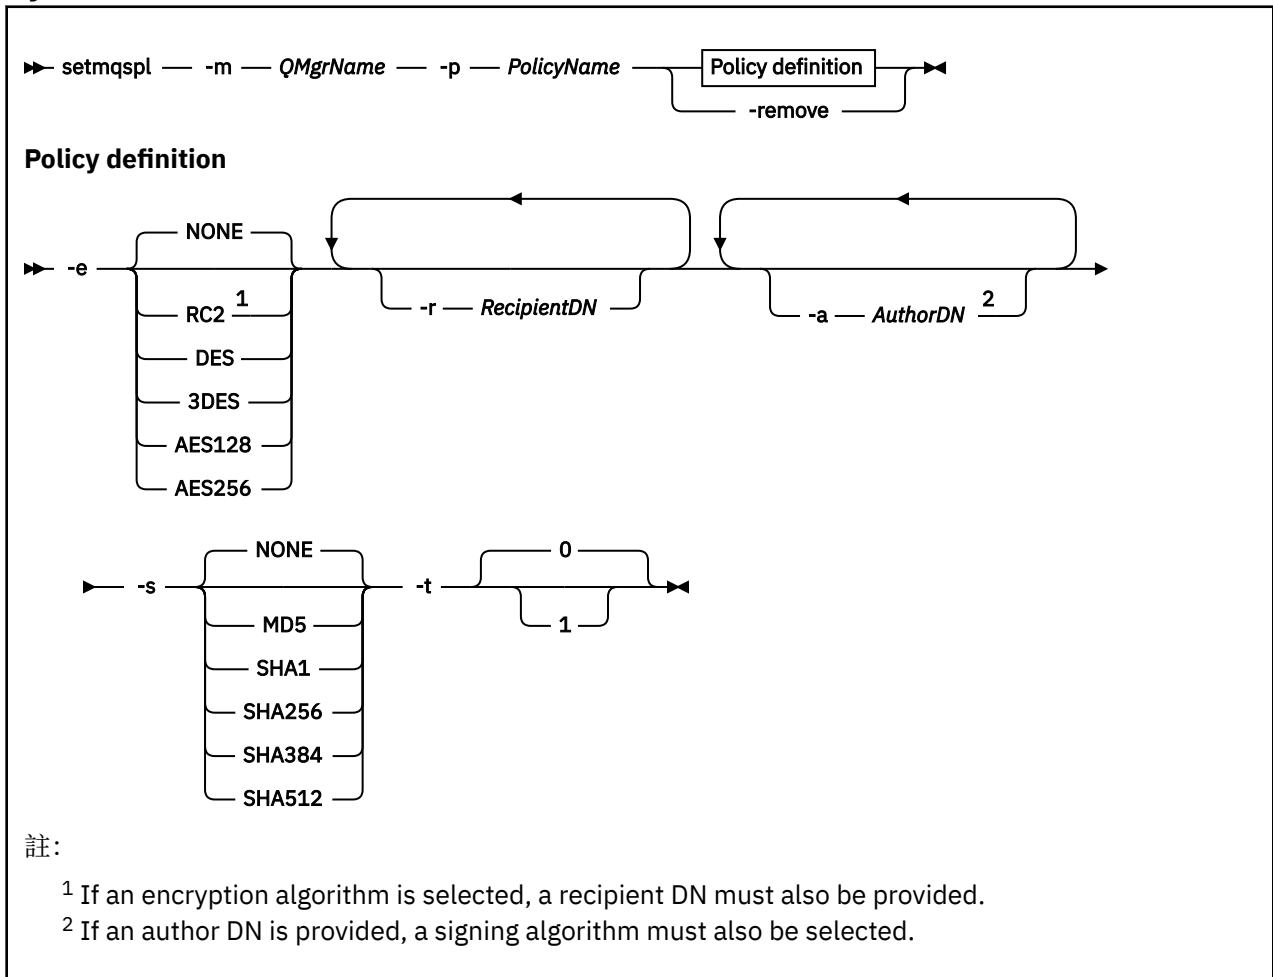 setmqspl -m QMgrName -p PolicyName Policy definition
-remove
Policy definition
NONE
-e
RC2 1
-r RecipientDN
-a AuthorDN 2
DES
3DES
AES128
AES256
NONE
0
-s
-t
MD5
1
SHA1
SHA256
SHA384
SHA512
註：
1 If an encryption algorithm is selected, a recipient DN must also be provided.
2 If an author DN is provided, a signing algorithm must also be selected.